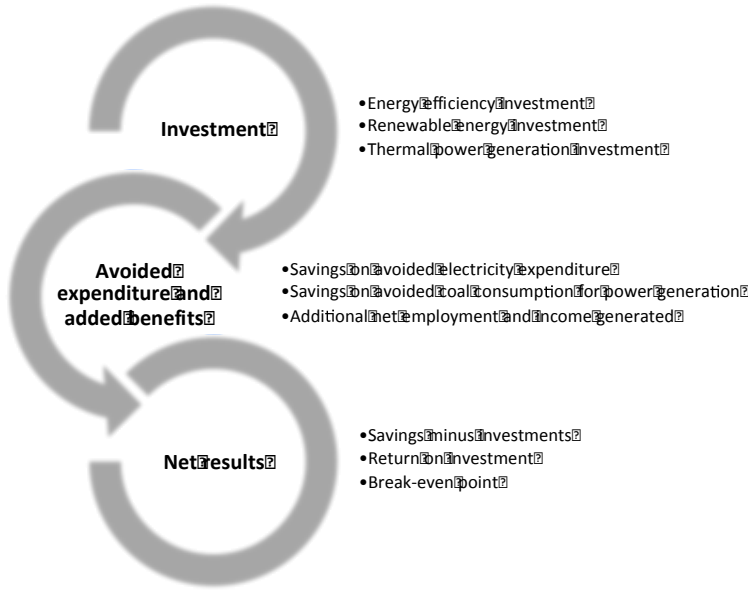 Investment
•Energy efficiency investment
•Renewable energy investment
•Thermal power generation investment
Avoided
expenditure and
added benefits
•Savings on avoided electricity expenditure
•Savings on avoided coal consumption for power generation
•Additional net employment and income generated
Net results
•Savings minus investments
•Return on investment
•Break-even point